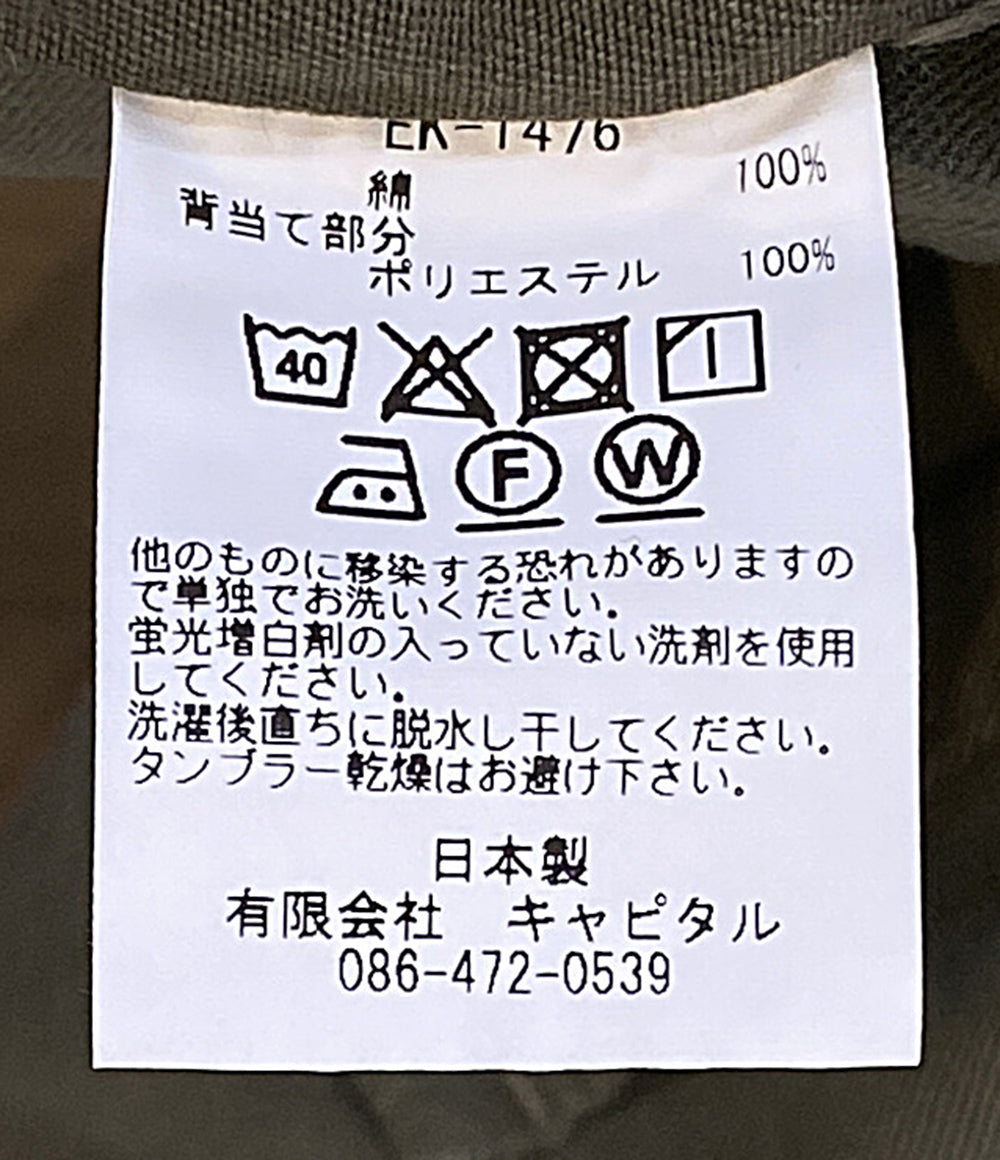 EK-1476
綿 100%
背当て部分
ポリエステル 100%
40
F W
他のものに移染する恐れがありますの
で単独でお洗いください。
蛍光増白剤の入っていない洗剤を使用
してください。
洗濯後直ちに脱水し干してください。
タンブラー乾燥はお避け下さい。
日本製
有限会社 キャピタル
086-472-0539